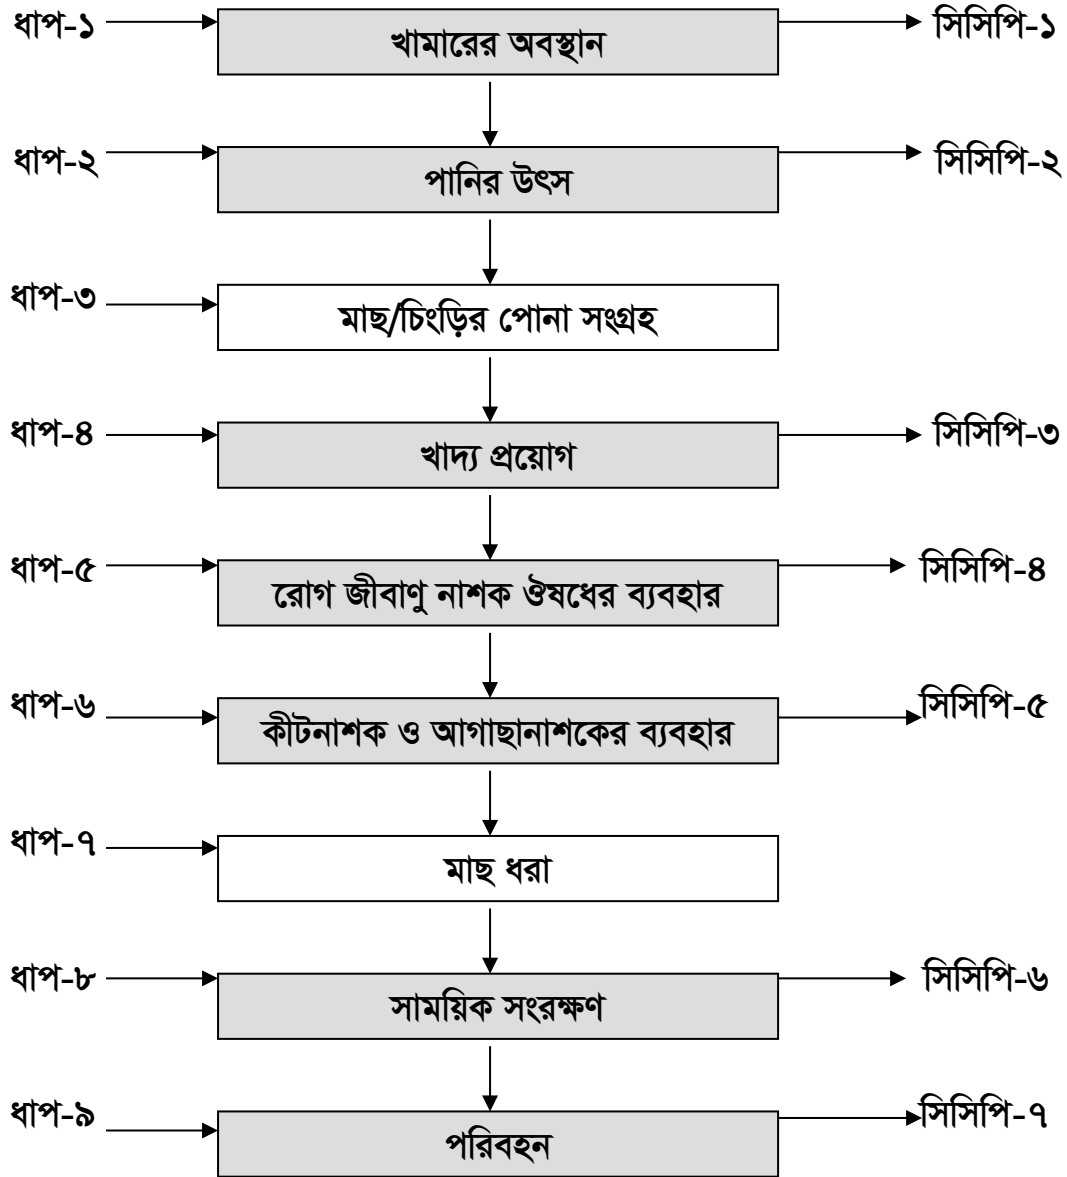 ধাপ-১ খামারের অবস্থান সিসিপি-১
ধাপ-২ পানির উৎস সিসিপি-২
ধাপ-৩ মাছ/চিংড়ির পোনা সংগ্রহ
ধাপ-৪ খাদ্য প্রয়োগ সিসিপি-৩
ধাপ-৫ রোগ জীবাণু নাশক ঔষধের ব্যবহার সিসিপি-৪
ধাপ-৬ কীটনাশক ও আগাছানাশকের ব্যবহার সিসিপি-৫
ধাপ-৭ মাছ ধরা
ধাপ-৮ সাময়িক সংরক্ষণ সিসিপি-৬
ধাপ-৯ পরিবহন সিসিপি-৭